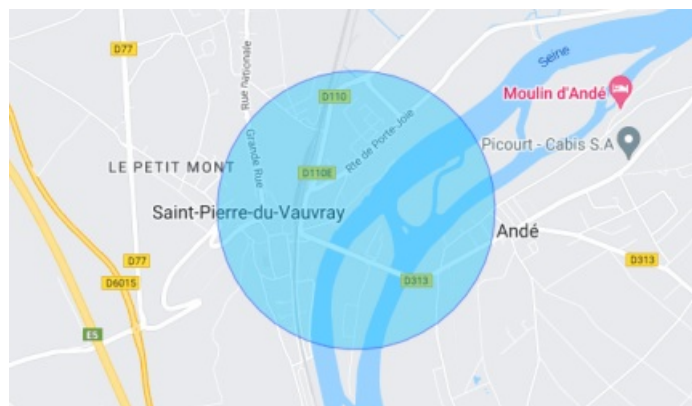 D77
Rue nationale
Seine
D110
Moulin d'Andé
Grande Rue
Rte de Porte-Joie
Picourt - Cabis S.A
LE PETIT MONT
D110E
Saint-Pierre-du-Vauvray
Andé
D77
D313
D6015
D313
E5